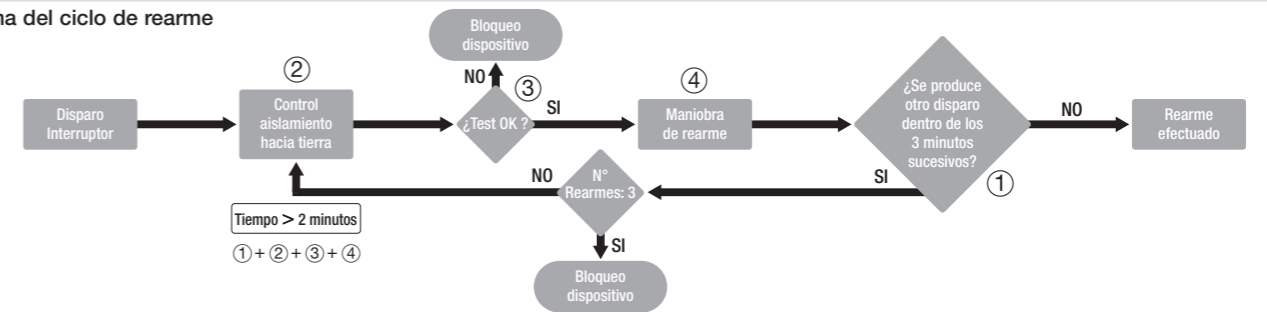 na del ciclo de rearme
Bloqueo
dispositivo
NO
③
②
④
SI
Disparo
Interruptor
Control
aislamiento
hacia tierra
¿Test OK ?
Maniobra
de rearme
¿Se produce
otro disparo
dentro de los
3 minutos
sucesivos?
①
NO
Rearme
efectuado
SI
N°
Rearmes: 3
NO
SI
Bloqueo
dispositivo
Tiempo > 2 minutos
①+②+③+④